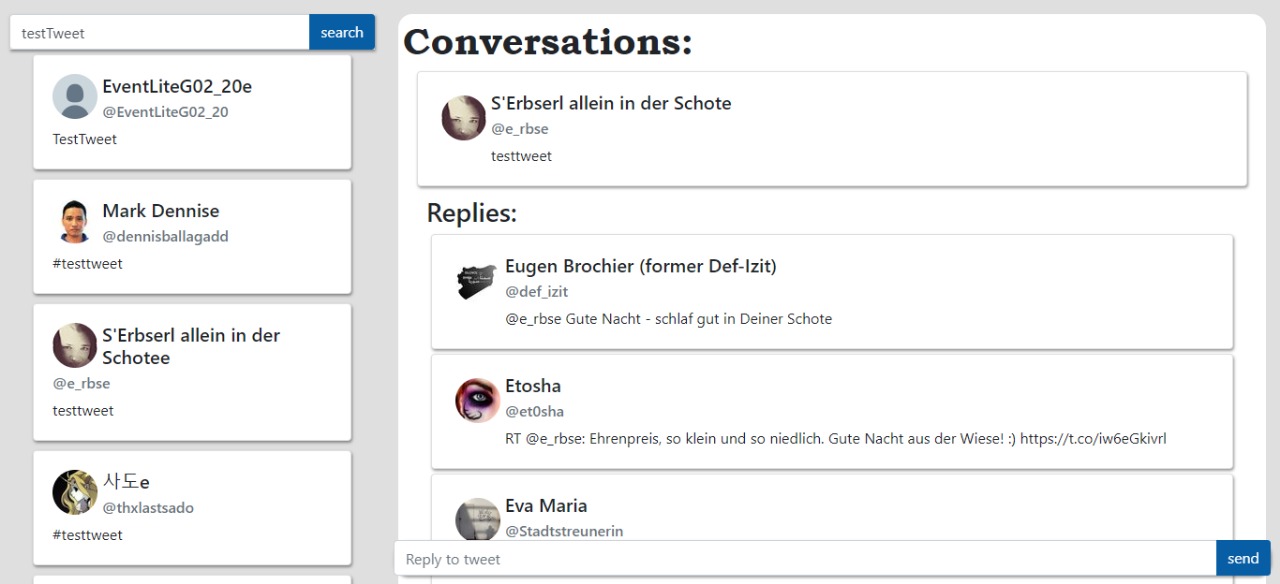 testTweet
search
EventLiteG02_20e
@EventLiteG02_20
TestTweet
Mark Dennise
@dennisballagadd
#testtweet
S'Erbserl allein in der
Schotee
@e_rbse
testtweet
사도e
@thxlastsado
#testtweet
Conversations:
S'Erbserl allein in der Schote
@e_rbse
testtweet
Replies:
Eugen Brochier (former Def-Izit)
@def_izit
@e_rbse Gute Nacht - schlaf gut in Deiner Schote
Etosha
@et0sha
RT @e_rbse: Ehrenpreis, so klein und so niedlich. Gute Nacht aus der Wiese! :) https://t.co/iw6eGkivrl
Eva Maria
@Stadtstreunerin
Reply to tweet
send